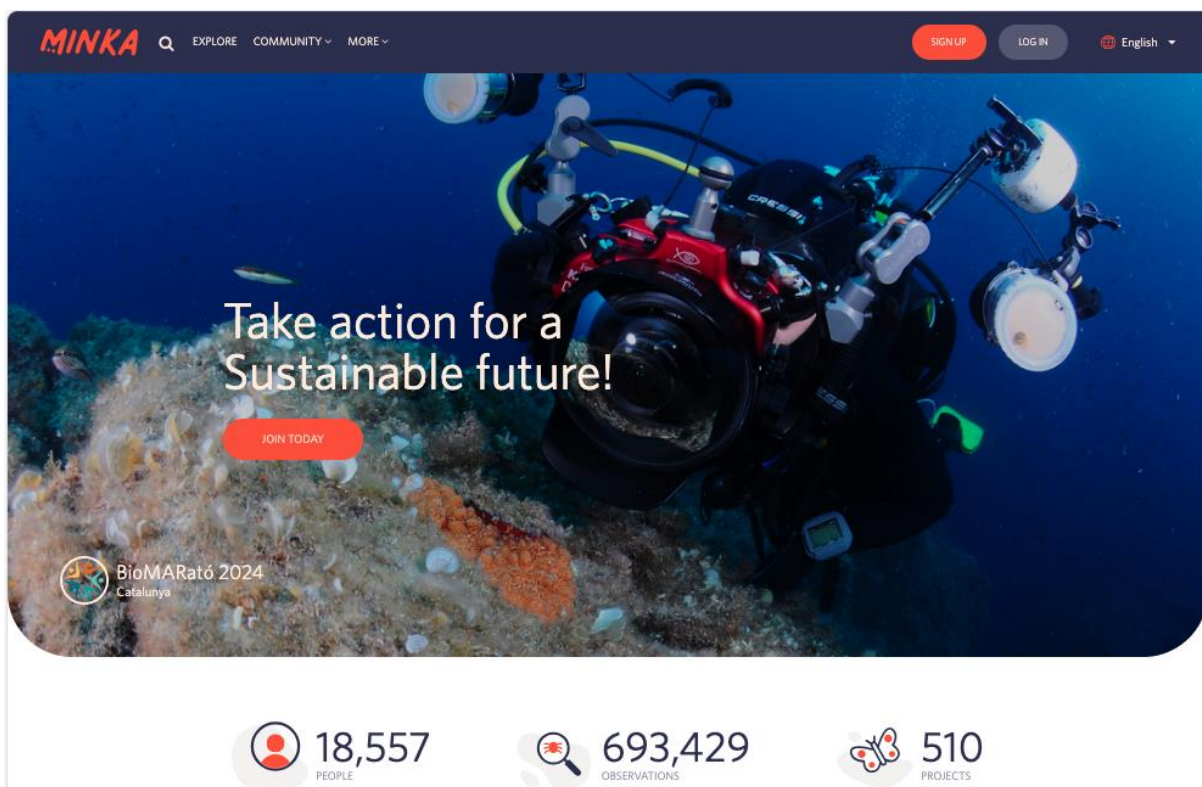 MINKA EXPLORE COMMUNITY MORE SIGN UP LOG IN English
CRESSI
Take action for a
Sustainable future!
JOIN TODAY
BioMARató 2024
Catalunya
18,557 693,429 510
PEOPLE OBSERVATIONS PROJECTS